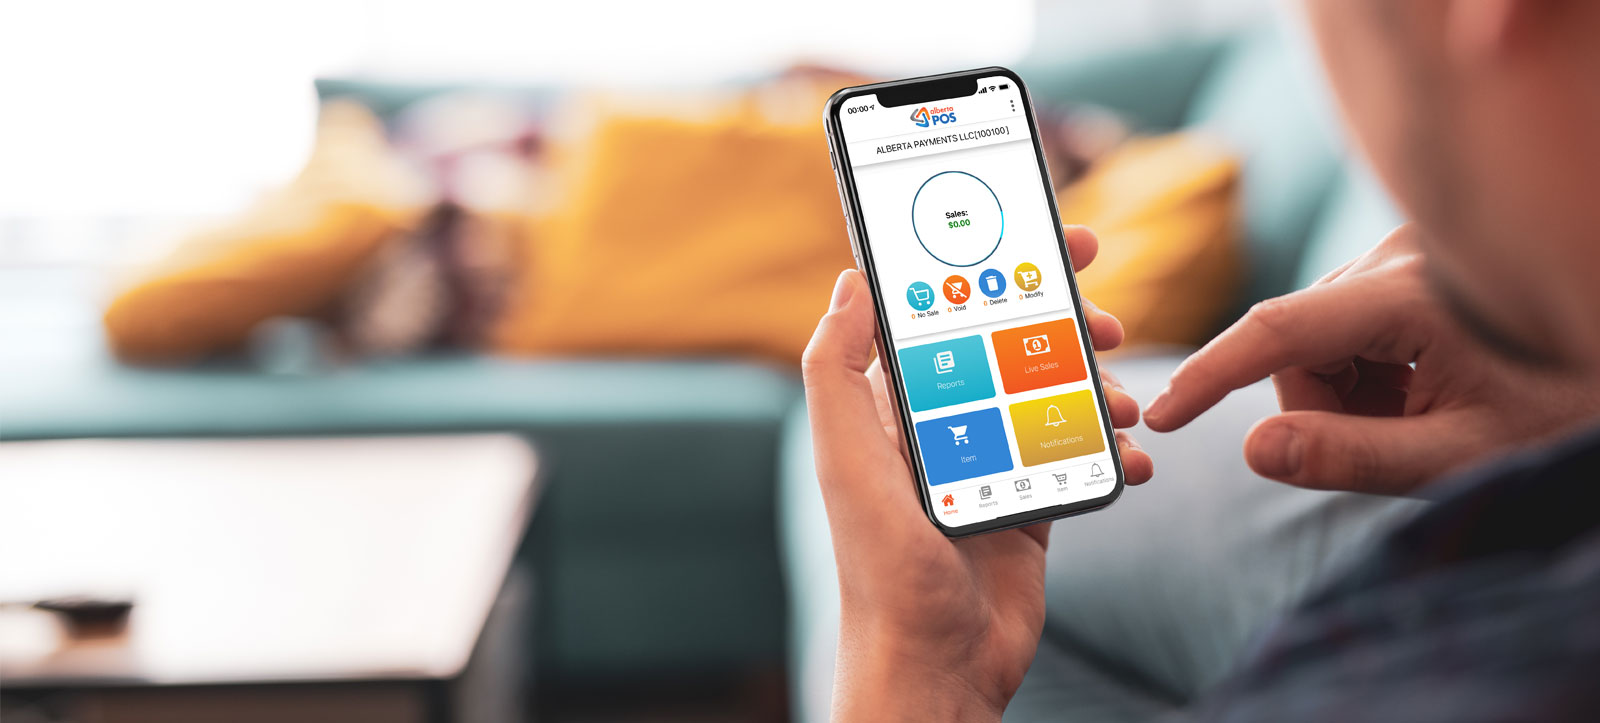 00:00
alberta
POS
ALBERTA PAYMENTS LLC[100100]
Sales:
$0.00
0 No Sale
0 Void
0 Delete
0 Modify
Reports
Live Sales
Item
Notifications
Home
Reports
Sales
Item
Notifications